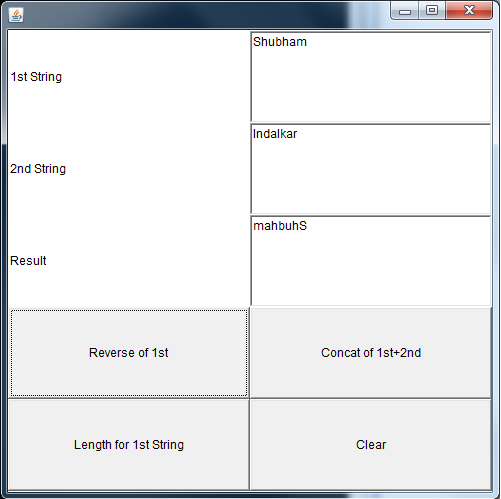 1st String
Shubham
2nd String
Indalkar
Result
mahbuhS
Reverse of 1st
Concat of 1st+2nd
Length for 1st String
Clear